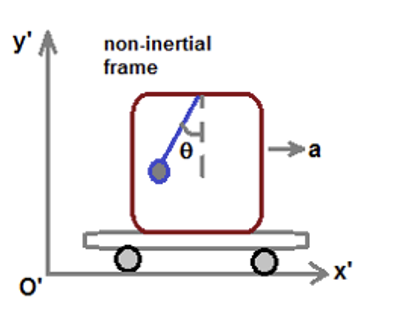 y'
non-inertial
frame
θ
a
O'
x'